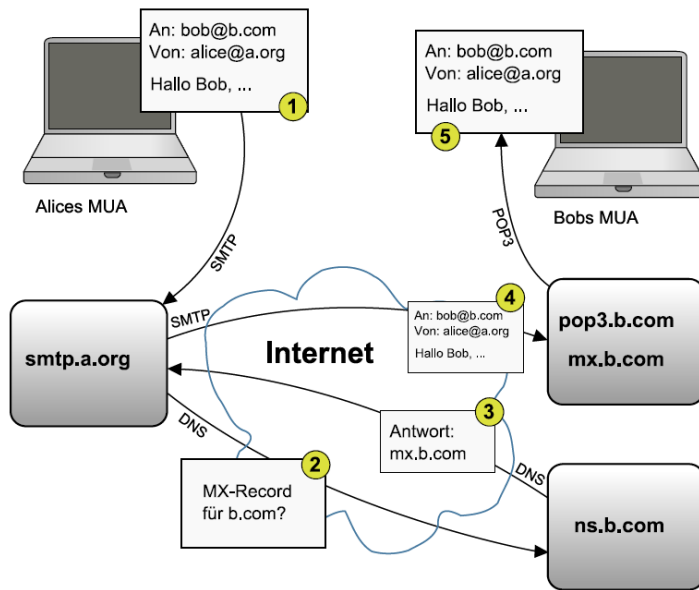 An: bob@b.com
Von: alice@a.org
Hallo Bob, ...
1
Alices MUA
An: bob@b.com
Von: alice@a.org
Hallo Bob, ...
5
Bobs MUA
SMTP
POP3
smtp.a.org
SMTP
Internet
An: bob@b.com
Von: alice@a.org
Hallo Bob, ...
4
pop3.b.com
mx.b.com
DNS
Antwort:
mx.b.com
3
DNS
MX-Record
für b.com?
2
ns.b.com